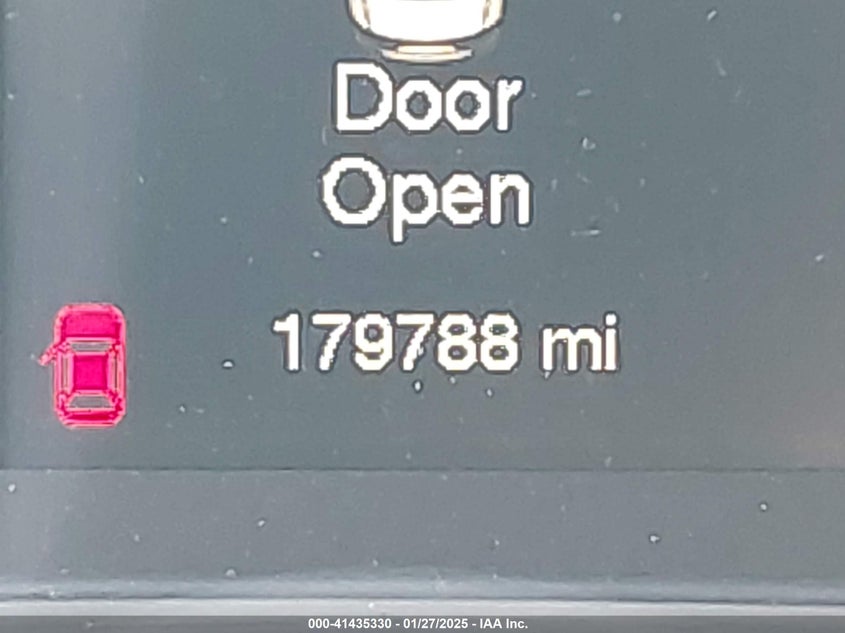 Door
Open
179788 mi
000-41435330 - 01/27/2025 - IAA Inc.